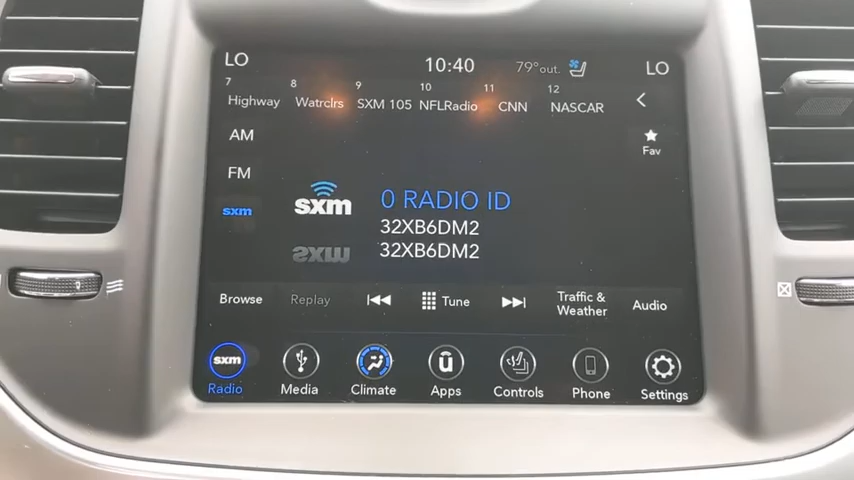 LO 10:40 79°out. LO
7 8 9 10 11 12
Highway Watrclrs SXM 105 NFLRadio CNN NASCAR
AM
Fav
FM
sxm
sxm
0 RADIO ID
32XB6DM2
32XB6DM2
Browse Replay Tune Traffic & Weather Audio
sxm
Radio Media Climate Apps Controls Phone Settings